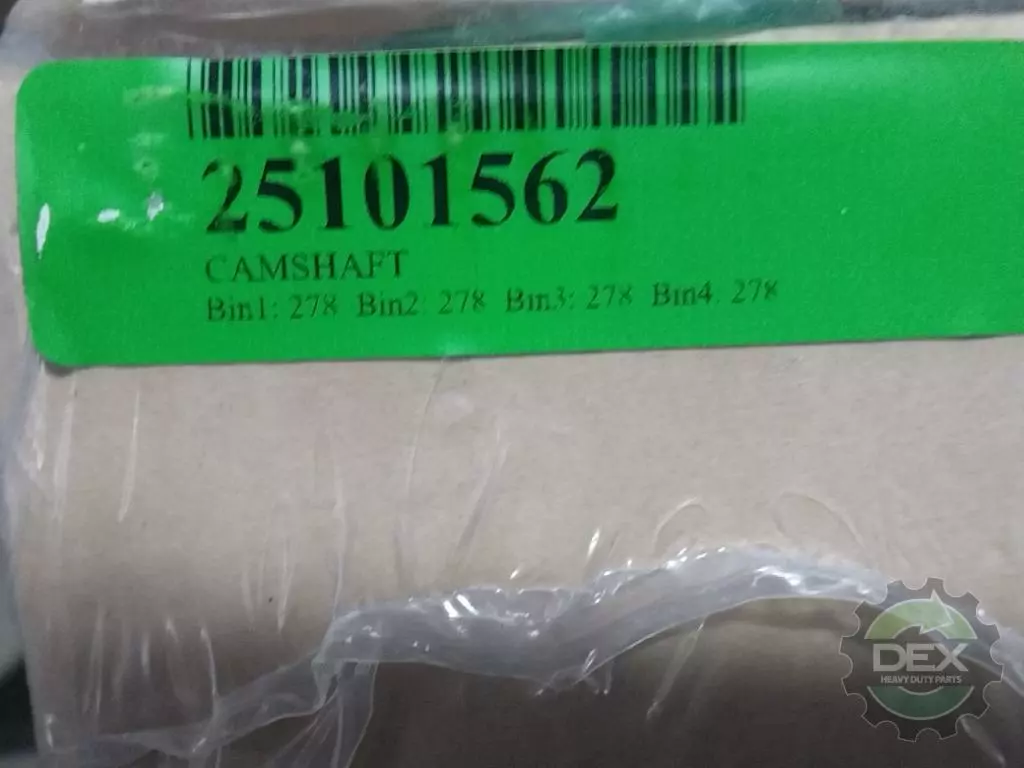 25101562
CAMSHAFT
Bin1: 278 Bin2: 278 Bin3: 278 Bin4: 278
DEX
HEAVY DUTY PARTS